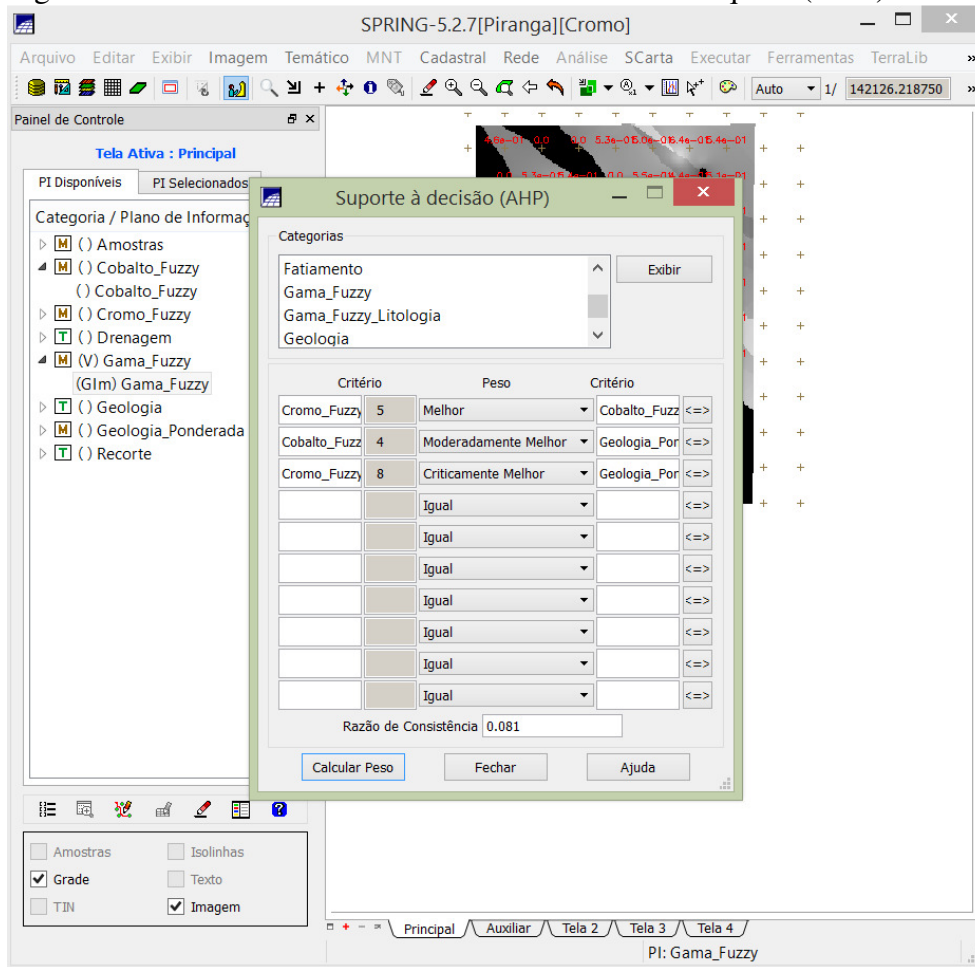 SPRING-5.2.7[Piranga][Cromo]
Arquivo Editar Exibir Imagem Temático MNT Cadastral Rede Análise SCarta Executar Ferramentas TerraLib »
Auto 1/ 142126.218750 »
Painel de Controle
Tela Ativa : Principal
PI Disponíveis PI Selecionados
Categoria / Plano de Informaç
M ( ) Amostras
M ( ) Cobalto_Fuzzy
( ) Cobalto_Fuzzy
M ( ) Cromo_Fuzzy
T ( ) Drenagem
M (V) Gama_Fuzzy
(GIm) Gama_Fuzzy
T ( ) Geologia
M ( ) Geologia_Ponderada
T ( ) Recorte
Suporte à decisão (AHP)
Categorias
Fatiamento
Gama_Fuzzy
Gama_Fuzzy_Litologia
Geologia
Exibir
Critério Peso Critério
Cromo_Fuzzy 5 Melhor Cobalto_Fuzz <=>
Cobalto_Fuzz 4 Moderadamente Melhor Geologia_Por <=>
Cromo_Fuzzy 8 Criticamente Melhor Geologia_Por <=>
Igual <=>
Igual <=>
Igual <=>
Igual <=>
Igual <=>
Igual <=>
Igual <=>
Razão de Consistência 0.081
Calcular Peso Fechar Ajuda
Amostras Isolinhas
Grade Texto
TIN Imagem
Principal Auxiliar Tela 2 Tela 3 Tela 4
PI: Gama_Fuzzy